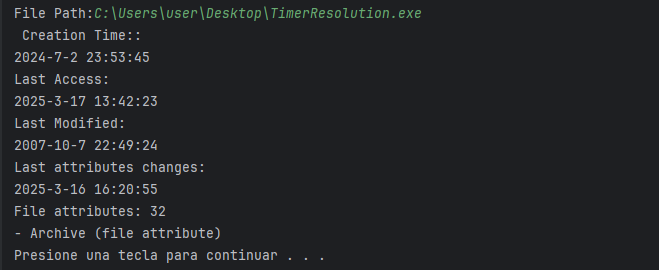 File Path:C:\Users\user\Desktop\TimerResolution.exe
Creation Time::
2024-7-2 23:53:45
Last Access:
2025-3-17 13:42:23
Last Modified:
2007-10-7 22:49:24
Last attributes changes:
2025-3-16 16:20:55
File attributes: 32
- Archive (file attribute)
Presione una tecla para continuar . . .